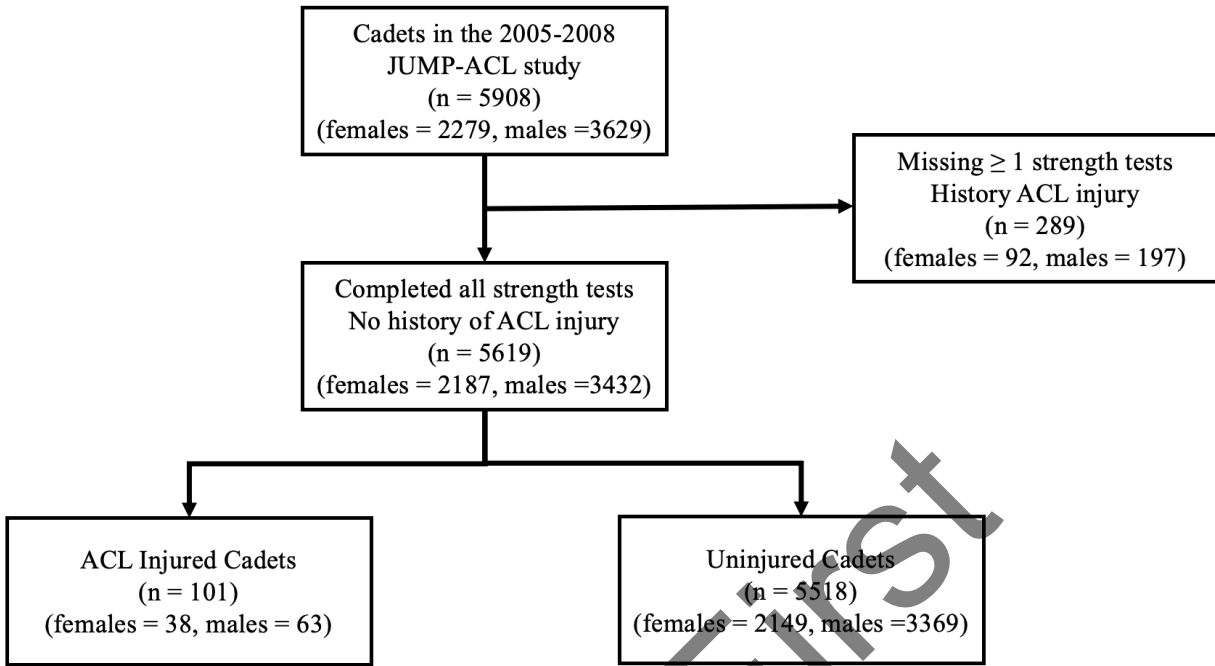 Cadets in the 2005-2008
JUMP-ACL study
(n = 5908)
(females = 2279, males =3629)
Missing ≥ 1 strength tests
History ACL injury
(n = 289)
(females = 92, males = 197)
Completed all strength tests
No history of ACL injury
(n = 5619)
(females = 2187, males =3432)
ACL Injured Cadets
(n = 101)
(females = 38, males = 63)
Uninjured Cadets
(n = 5518)
(females = 2149, males =3369)
First